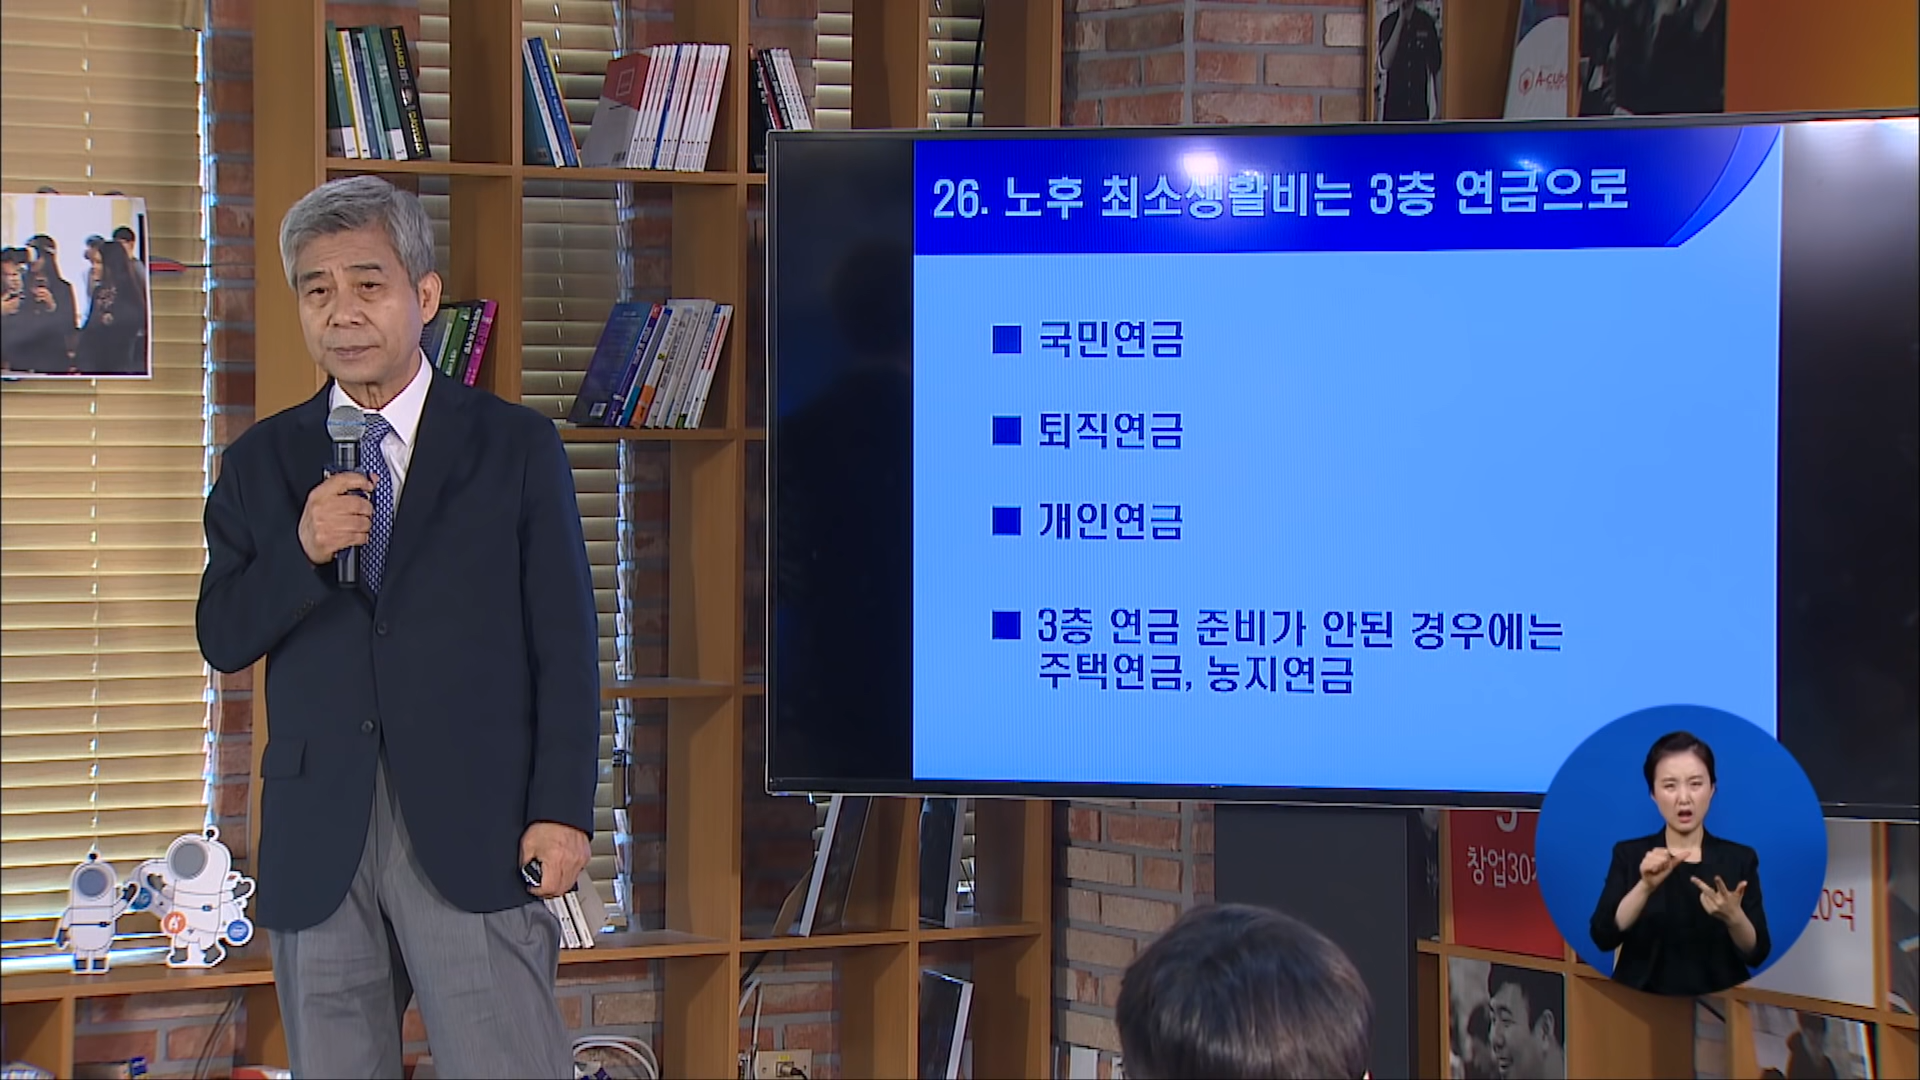 26. 노후 최소생활비는 3층 연금으로
국민연금
퇴직연금
개인연금
3층 연금 준비가 안된 경우에는
주택연금, 농지연금
창업30
0억